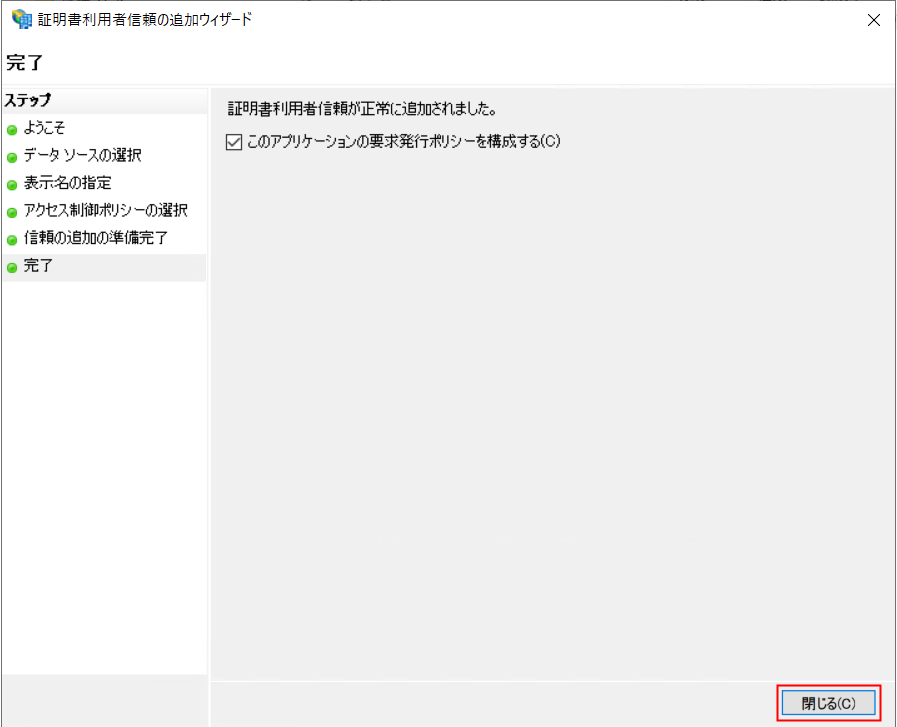 証明書利用者信頼の追加ウィザード
完了
ステップ
ようこそ
データ ソースの選択
表示名の指定
アクセス制御ポリシーの選択
信頼の追加の準備完了
完了
証明書利用者信頼が正常に追加されました。
このアプリケーションの要求発行ポリシーを構成する(C)
閉じる(C)